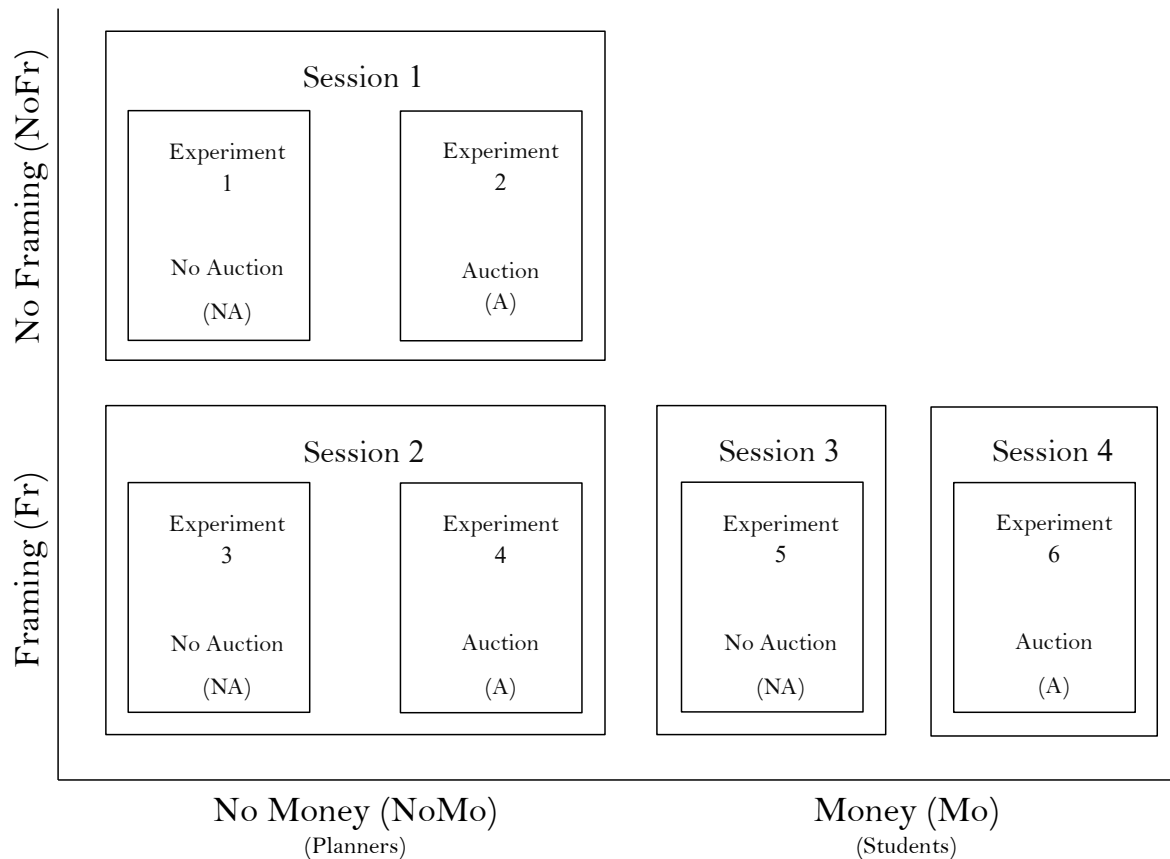 No Framing (NoFr)
Session 1
Experiment
1
No Auction
(NA)
Experiment
2
Auction
(A)
Framing (Fr)
Session 2
Experiment
3
No Auction
(NA)
Experiment
4
Auction
(A)
Session 3
Experiment
5
No Auction
(NA)
Session 4
Experiment
6
Auction
(A)
No Money (NoMo)
(Planners)
Money (Mo)
(Students)